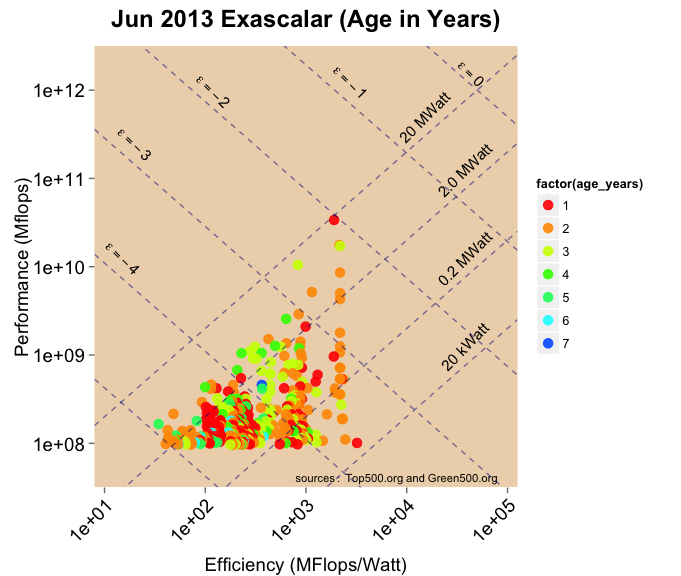 Jun 2013 Exascalar (Age in Years)
ε = 0
ε = −1
ε = −2
ε = −3
ε = −4
20 MWatt
2.0 MWatt
0.2 MWatt
20 kWatt
1e+12
1e+11
1e+10
1e+09
1e+08
Performance (Mflops)
sources: Top500.org and Green500.org
1e+01
1e+02
1e+03
1e+04
1e+05
Efficiency (MFlops/Watt)
factor(age_years)
1
2
3
4
5
6
7